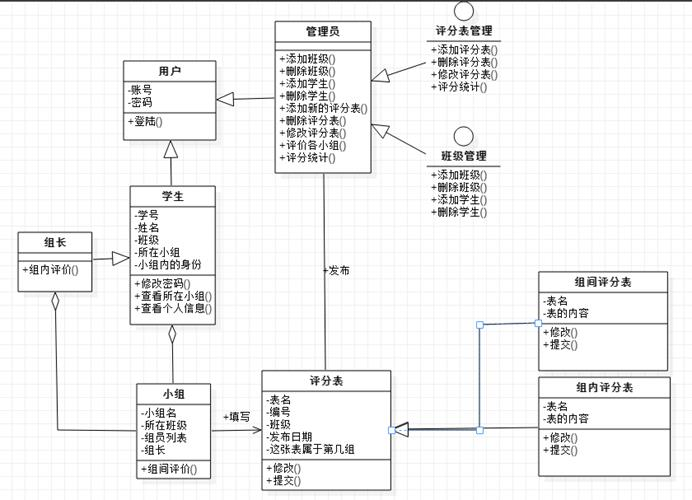 管理员
+添加班级()
+删除班级()
+添加学生()
+删除学生()
+添加新的评分表()
+删除评分表()
+修改评分表()
+评价各小组()
+评分统计()
评分表管理
+添加评分表()
+删除评分表()
+修改评分表()
+评分统计()
用户
-账号
-密码
+登陆()
班级管理
+添加班级()
+删除班级()
+添加学生()
+删除学生()
学生
-学号
-姓名
-班级
-所在小组
-小组内的身份
+修改密码()
+查看所在小组()
+查看个人信息()
组长
+组内评价()
+发布
组间评分表
-表名
-表的内容
+修改()
+提交()
小组
-小组名
-所在班级
-组员列表
-组长
+组间评价()
+填写
评分表
-表名
-编号
-班级
-发布日期
-这张表属于第几组
+修改()
+提交()
组内评分表
-表名
-表的内容
+修改()
+提交()